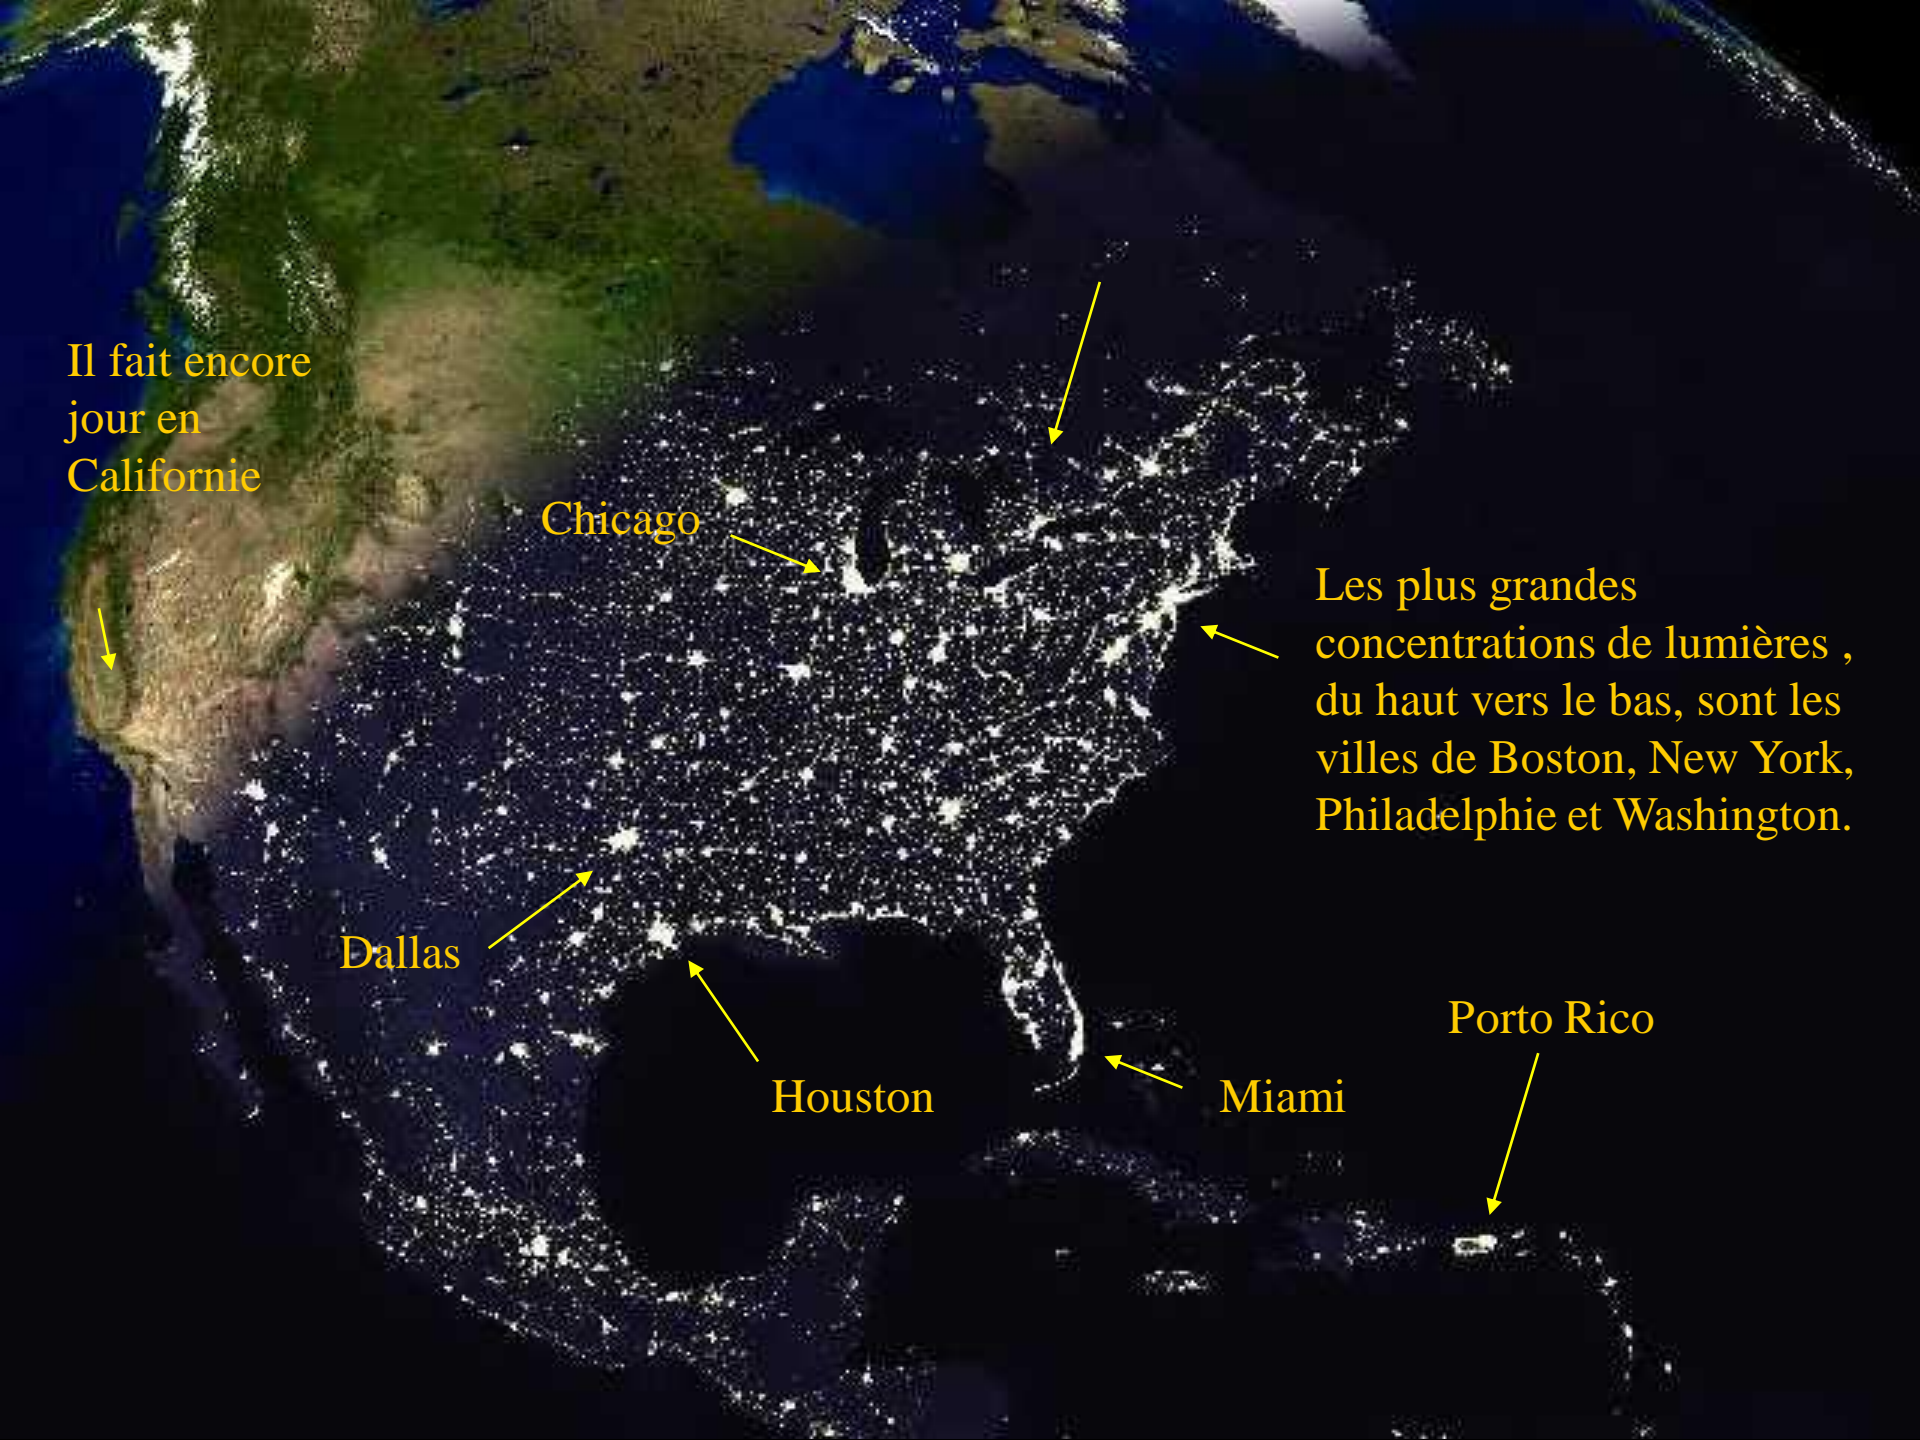 Il fait encore
jour en
Californie
Chicago
Les plus grandes
concentrations de lumières ,
du haut vers le bas, sont les
villes de Boston, New York,
Philadelphie et Washington.
Dallas
Porto Rico
Houston
Miami